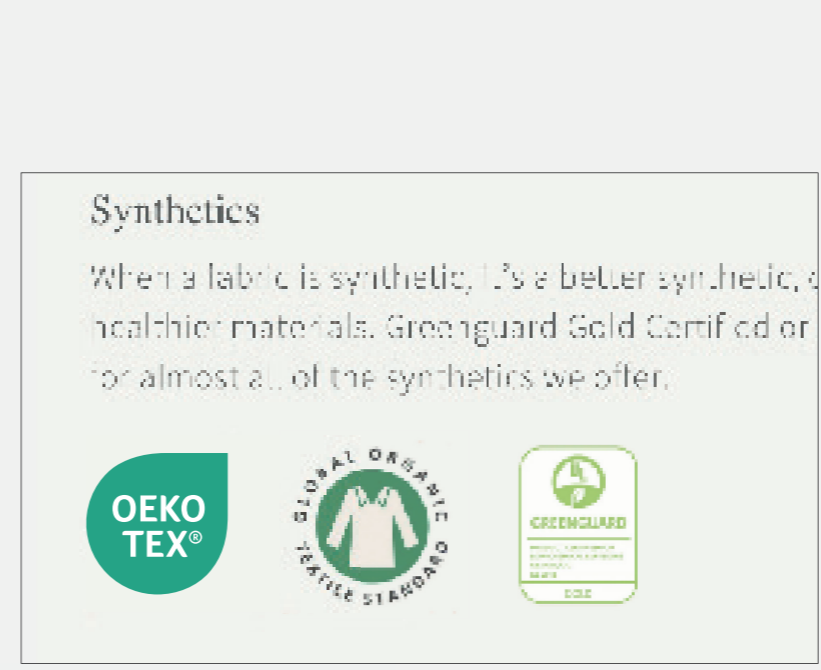 Synthetics
When a fabric is synthetic, it's a better synthetic,
healthier materials. Greenguard Gold Certified or
for almost all of the synthetics we offer.
OEKO
TEX®
GLOBAL ORGANIC
TEXTILE STANDARD
GREENGUARD
GOLD